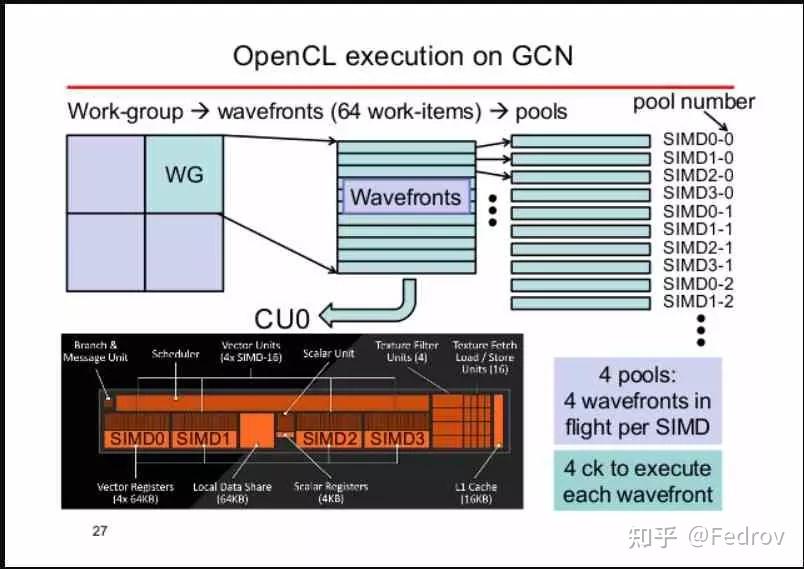 OpenCL execution on GCN
Work-group → wavefronts (64 work-items) → pools
pool number
WG
Wavefronts
SIMD0-0
SIMD1-0
SIMD2-0
SIMD3-0
SIMD0-1
SIMD1-1
SIMD2-1
SIMD3-1
SIMD0-2
SIMD1-2
CU0
Branch &
Message Unit
Scheduler
Vector Units
(4x SIMD-16)
Scalar Unit
Texture Filter
Units (4)
Texture Fetch
Load / Store
Units (16)
SIMD0
SIMD1
SIMD2
SIMD3
Vector Registers
(4x 64KB)
Local Data Share
(64KB)
Scalar Registers
(4KB)
L1 Cache
(16KB)
4 pools:
4 wavefronts in
flight per SIMD
4 ck to execute
each wavefront
27
知乎 @Fedrov